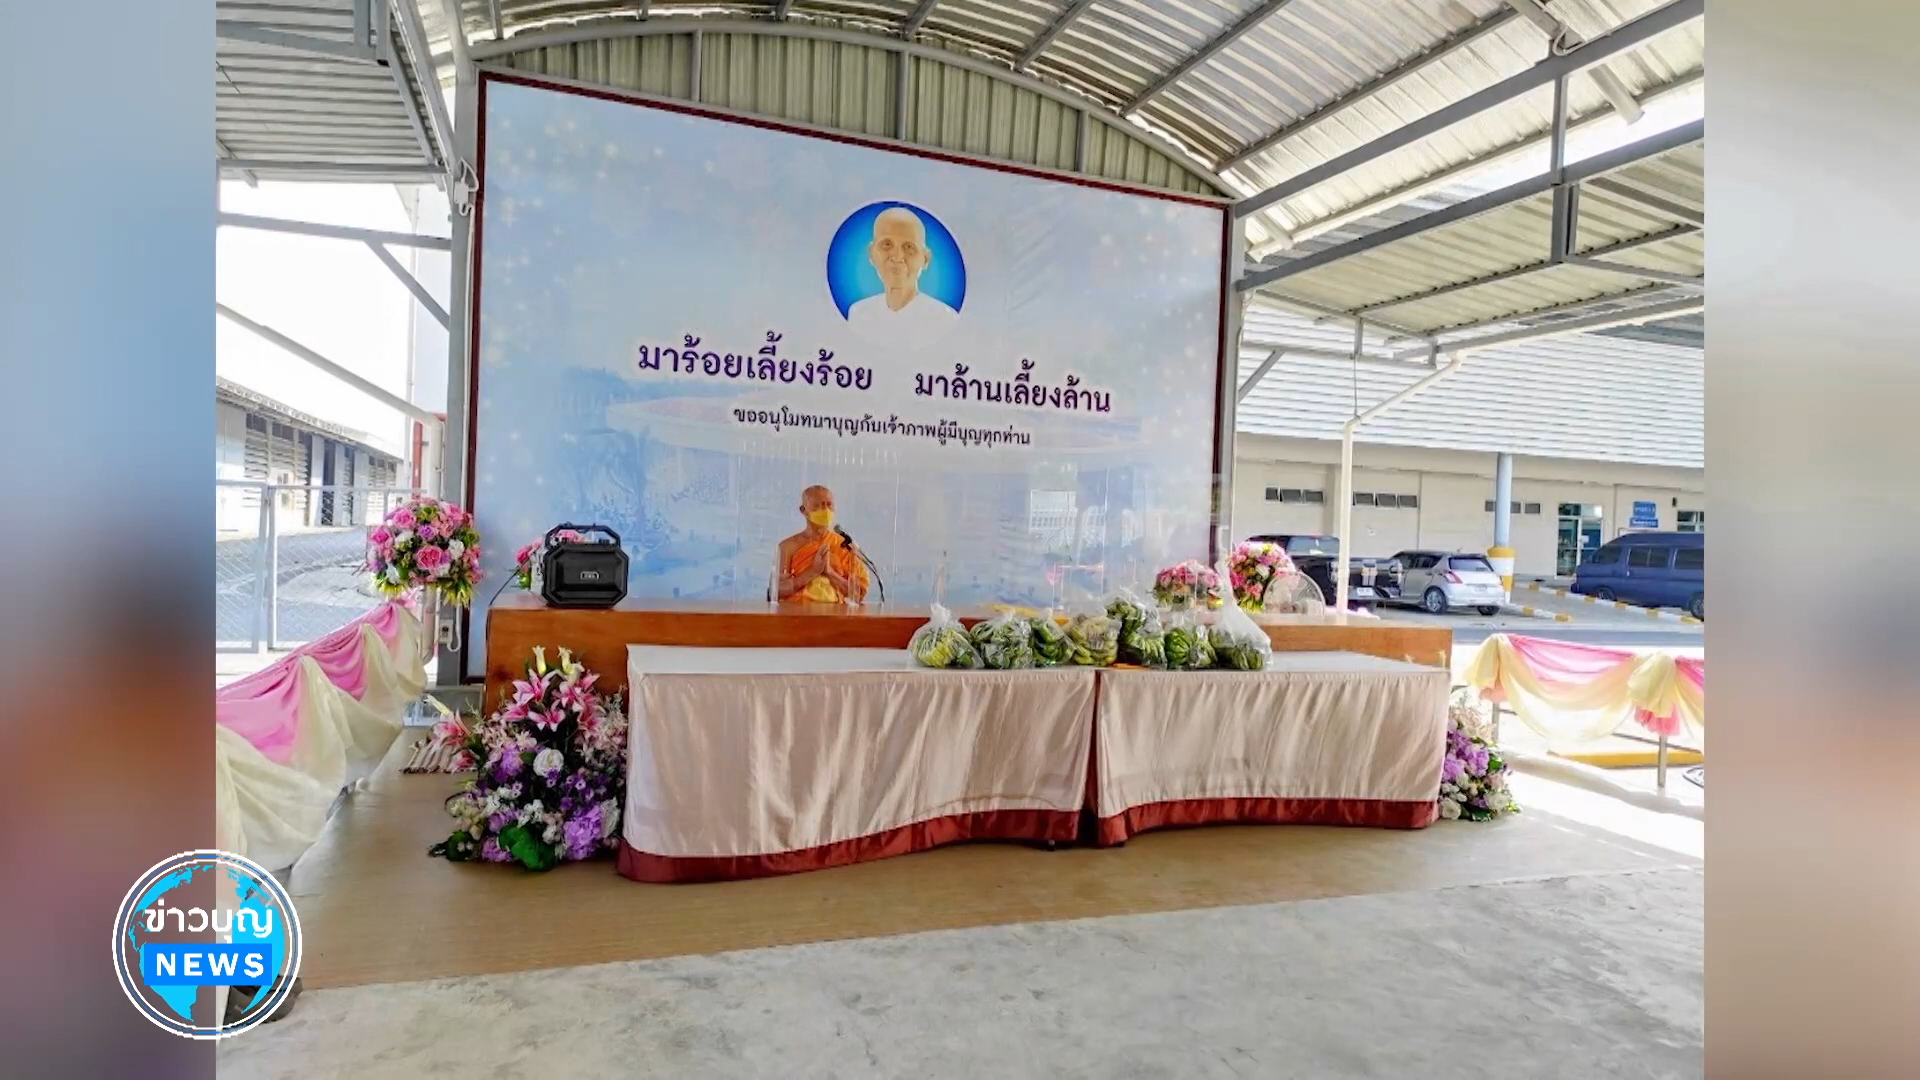 มาร้อยเลี้ยงร้อย มาล้านเลี้ยงล้าน
ขออนุโมทนาบุญกับเจ้าภาพผู้มีบุญทุกท่าน
ข่าวบุญ
NEWS